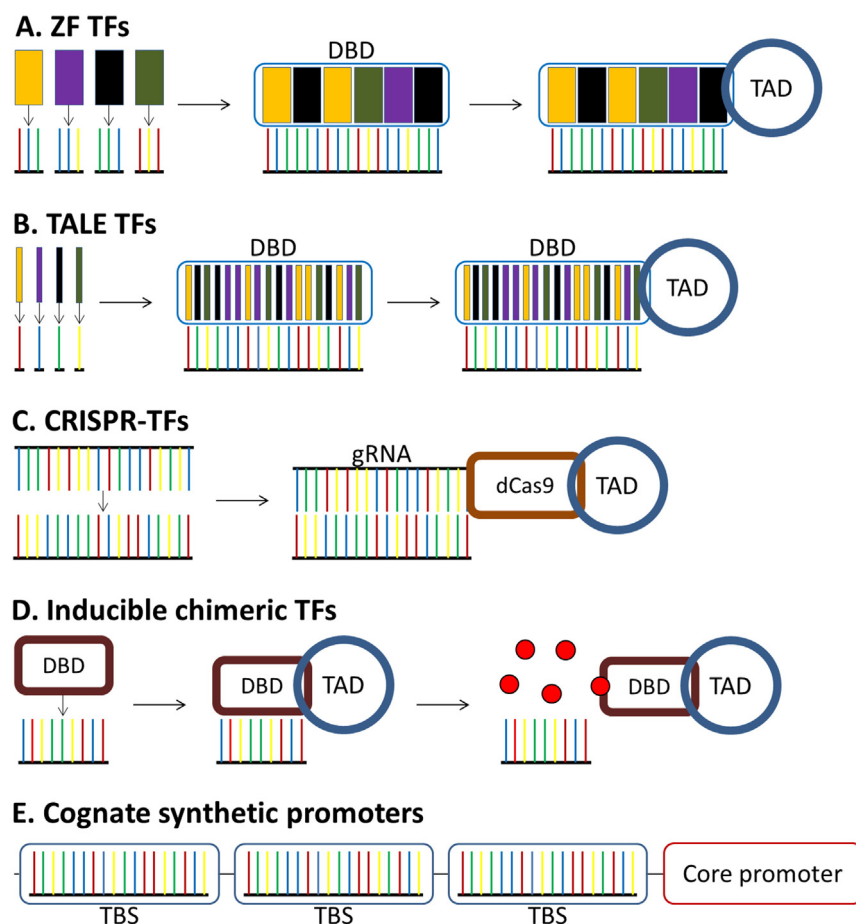 A. ZF TFs
DBD
TAD
B. TALE TFs
DBD
DBD
TAD
C. CRISPR-TFs
gRNA
dCas9
TAD
D. Inducible chimeric TFs
DBD
DBD
TAD
DBD
TAD
E. Cognate synthetic promoters
Core promoter
TBS
TBS
TBS